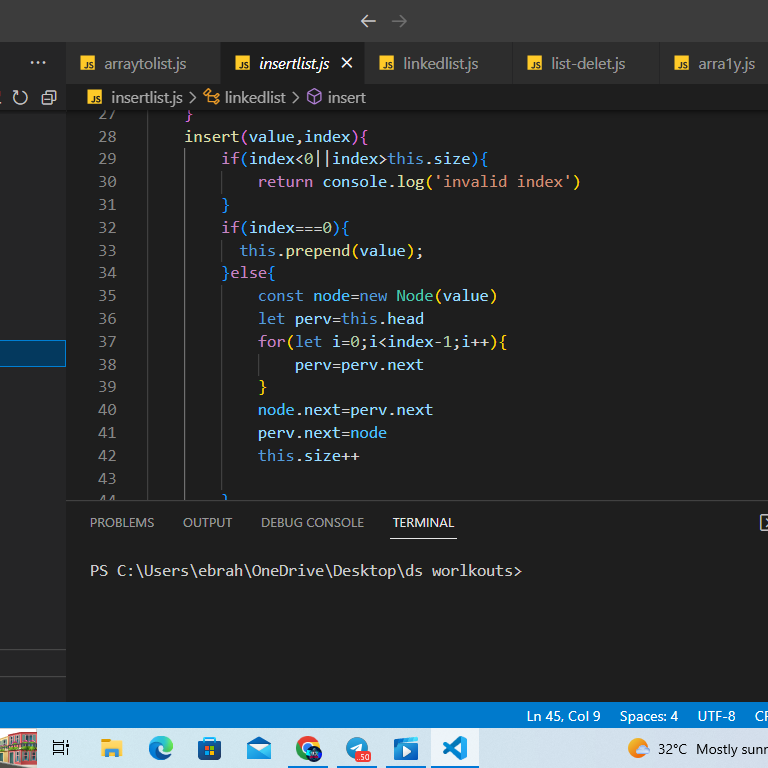 ··· JS arraytolist.js JS insertlist.js × JS linkedlist.js JS list-delet.js JS arra1y.js
JS insertlist.js > linkedlist > insert
27 }
28 insert(value,index){
29 if(index<0||index>this.size){
30 return console.log('invalid index')
31 }
32 if(index===0){
33 this.prepend(value);
34 }else{
35 const node=new Node(value)
36 let perv=this.head
37 for(let i=0;i<index-1;i++){
38 perv=perv.next
39 }
40 node.next=perv.next
41 perv.next=node
42 this.size++
43
44 }
PROBLEMS OUTPUT DEBUG CONSOLE TERMINAL
PS C:\Users\ebrah\OneDrive\Desktop\ds worlkouts>
Ln 45, Col 9 Spaces: 4 UTF-8
.50 32°C Mostly sunn